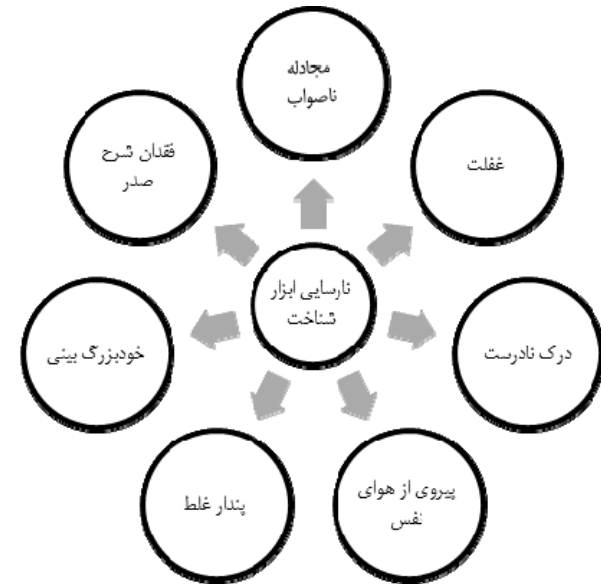 مجادله
ناصواب
غفلت
فقدان شرح
صدر
نارسایی ابزار
شناخت
درک نادرست
خودبزرگ بینی
پیروی از هوای
نفس
پندار غلط